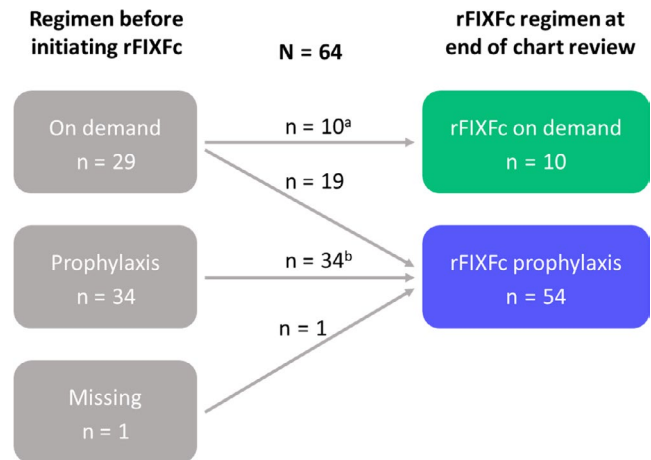 Regimen before
initiating rFIXFc
N = 64
rFIXFc regimen at
end of chart review
On demand
n = 29
n = 10ᵃ
rFIXFc on demand
n = 10
n = 19
Prophylaxis
n = 34
n = 34ᵇ
rFIXFc prophylaxis
n = 54
n = 1
Missing
n = 1